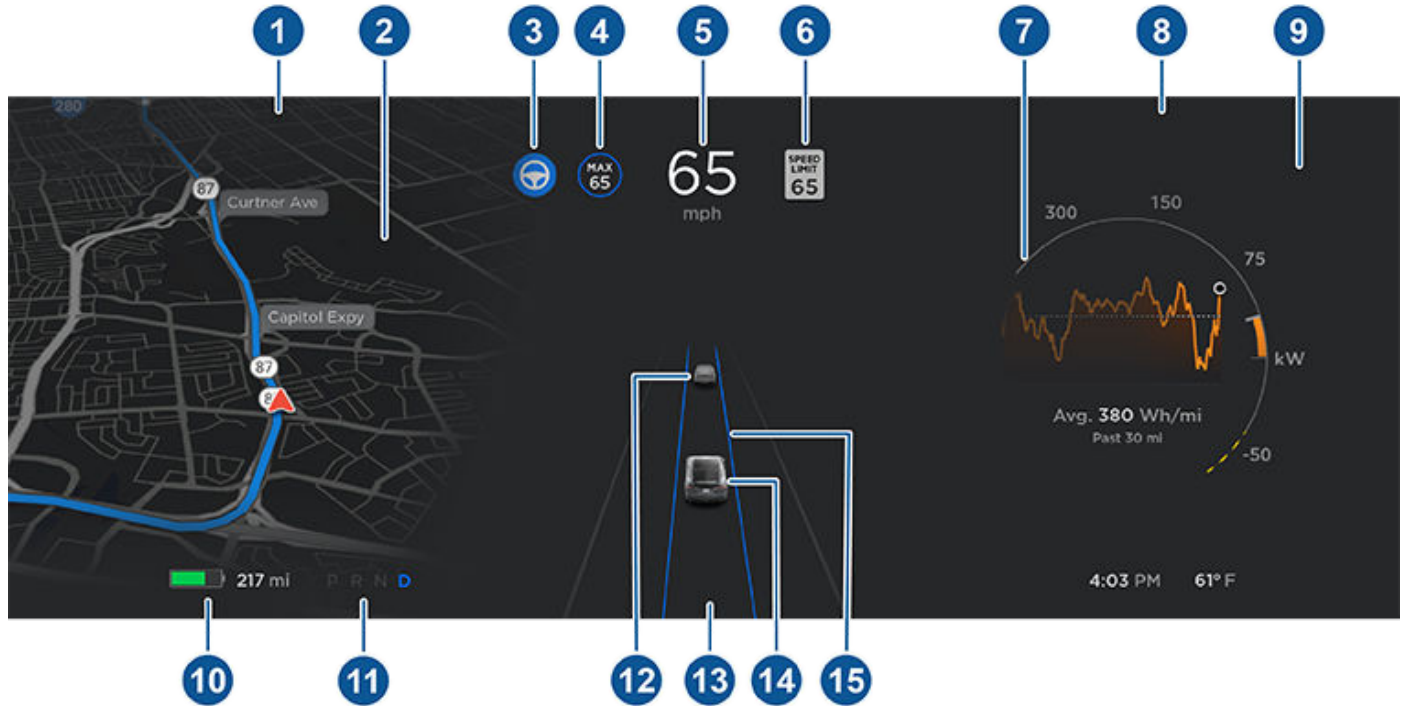 1 2 3 4 5 6 7 8 9
280
87
Curtner Ave
Capitol Expy
87
8
MAX
65
65
mph
SPEED
LIMIT
65
300 150
75
kW
Avg. 380 Wh/mi
Past 30 mi
-50
217 mi P R N D
4:03 PM 61° F
10 11 12 13 14 15